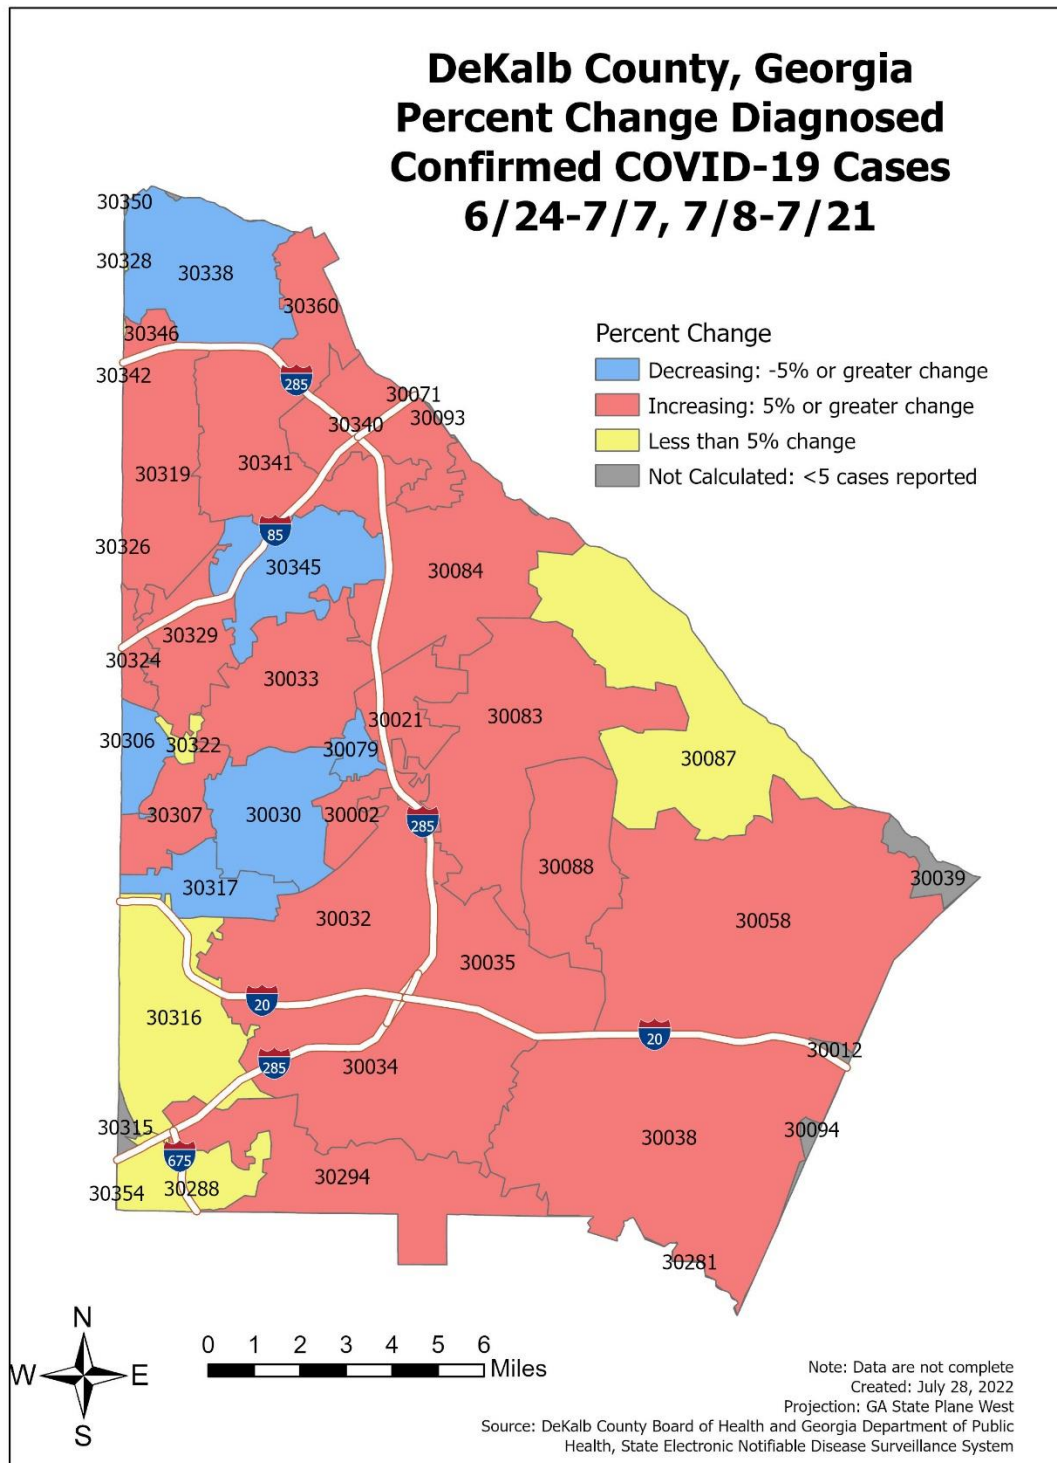 DeKalb County, Georgia
Percent Change Diagnosed
Confirmed COVID-19 Cases
6/24-7/7, 7/8-7/21
30350
30328
30338
30360
30346
30342
285
30071
30093
30340
30341
30319
85
30326
30345
30084
30329
30324
30033
30021
30083
30306
30322
30079
30087
30307
30030
30002
285
30088
30039
30317
30032
30058
30035
20
30316
20
30012
285
30034
30315
30094
30038
675
30354
30288
30294
30281
Percent Change
Decreasing: -5% or greater change
Increasing: 5% or greater change
Less than 5% change
Not Calculated: <5 cases reported
N
W E
S
0 1 2 3 4 5 6
Miles
Note: Data are not complete
Created: July 28, 2022
Projection: GA State Plane West
Source: DeKalb County Board of Health and Georgia Department of Public
Health, State Electronic Notifiable Disease Surveillance System